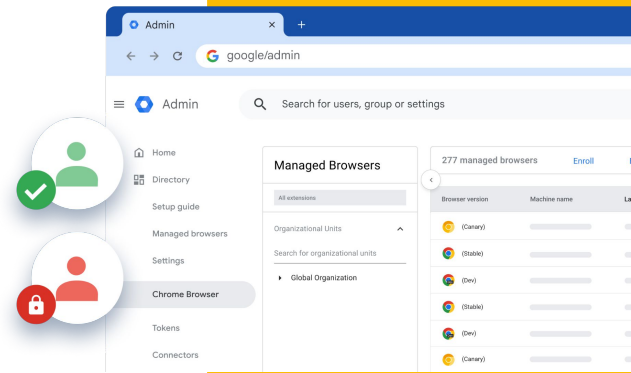 Admin
google/admin
Admin
Search for users, group or settings
Home
Directory
Setup guide
Managed browsers
Settings
Chrome Browser
Tokens
Connectors
Managed Browsers
All extensions
Organizational Units
Search for organizational units
Global Organization
277 managed browsers Enroll
Browser version Machine name La
(Canary)
(Stable)
(Dev)
(Stable)
(Dev)
(Canary)